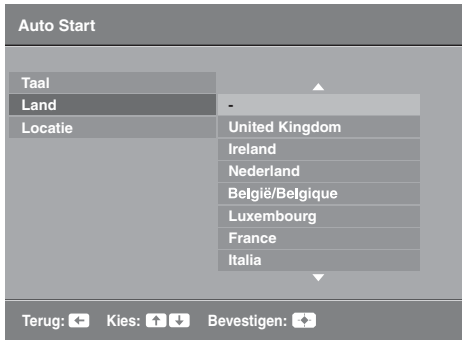 Auto Start
Taal
Land
Locatie
-
United Kingdom
Ireland
Nederland
België/Belgique
Luxembourg
France
Italia
Terug: Kies: Bevestigen: